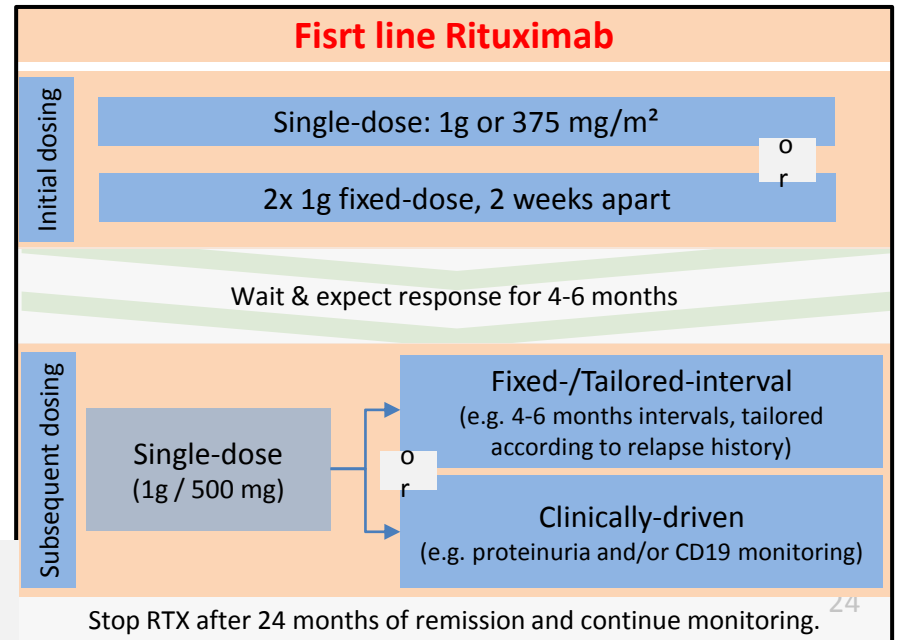 Fisrt line Rituximab
Initial dosing
Single-dose: 1g or 375 mg/m²
o
r
2x 1g fixed-dose, 2 weeks apart
Wait & expect response for 4-6 months
Subsequent dosing
Single-dose
(1g / 500 mg)
Fixed-/Tailored-interval
(e.g. 4-6 months intervals, tailored
according to relapse history)
o
r
Clinically-driven
(e.g. proteinuria and/or CD19 monitoring)
Stop RTX after 24 months of remission and continue monitoring.
24